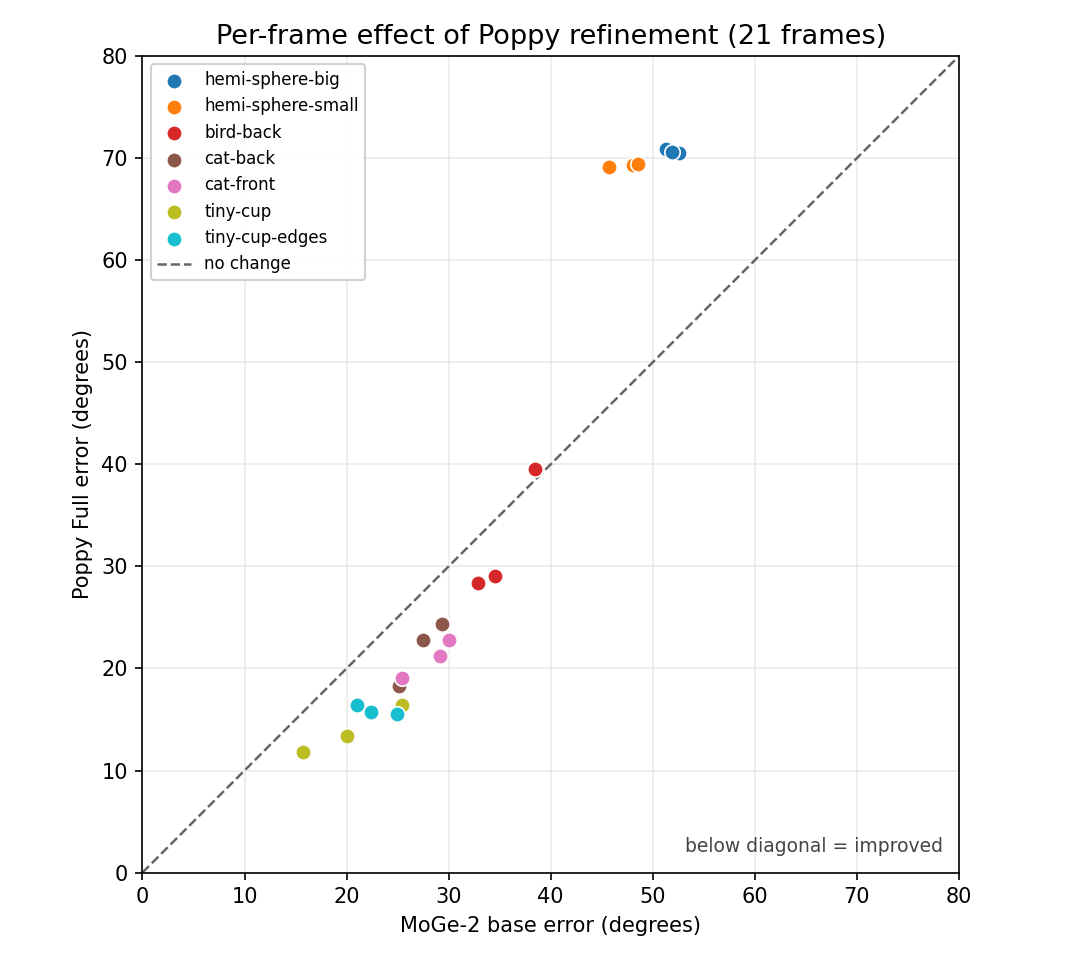 Per-frame effect of Poppy refinement (21 frames)
80
70
60
50
40
30
20
10
0
Poppy Full error (degrees)
hemi-sphere-big
hemi-sphere-small
bird-back
cat-back
cat-front
tiny-cup
tiny-cup-edges
no change
below diagonal = improved
0 10 20 30 40 50 60 70 80
MoGe-2 base error (degrees)